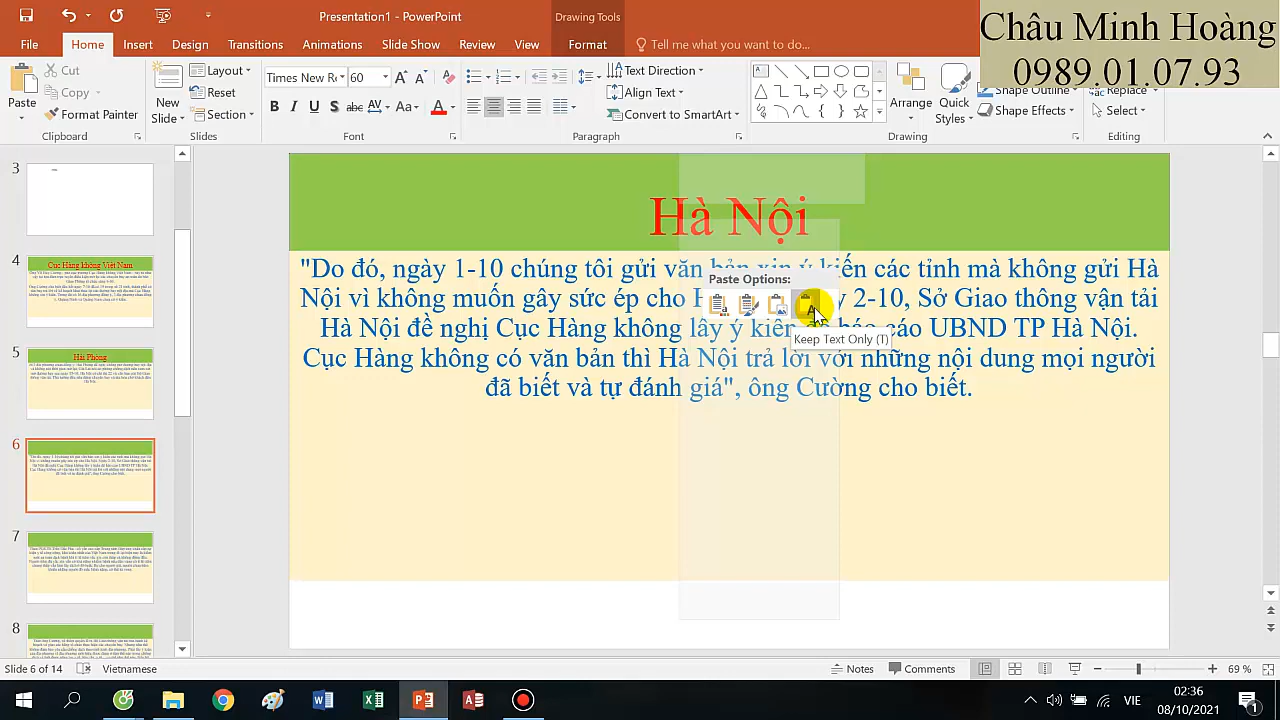 Presentation1 - PowerPoint
Drawing Tools
Châu Minh Hoàng
0989.01.07.93
File
Home
Insert
Design
Transitions
Animations
Slide Show
Review
View
Format
Tell me what you want to do...
Paste
Cut
Copy
Format Painter
Clipboard
New
Slide
Layout
Reset
Section
Slides
Times New R
60
Font
Text Direction
Align Text
Convert to SmartArt
Paragraph
Arrange
Quick
Styles
Shape Outline
Shape Effects
Drawing
Replace
Select
Editing
3
4
Cục Hàng không Việt Nam
5
Hải Phòng
6
7
8
Hà Nội
"Do đó, ngày 1-10 chúng tôi gửi văn bản xin ý kiến các tỉnh mà không gửi Hà
Nội vì không muốn gây sức ép cho 2-10, Sở Giao thông vận tải
Hà Nội đề nghị Cục Hàng không lấy ý kiến báo cáo UBND TP Hà Nội.
Cục Hàng không có văn bản thì Hà Nội trả lời với những nội dung mọi người
đã biết và tự đánh giá", ông Cường cho biết.
Paste Options:
Keep Text Only (T)
Slide 6 of 14
Vietnamese
Notes
Comments
69 %
VIE
02:36
08/10/2021
1